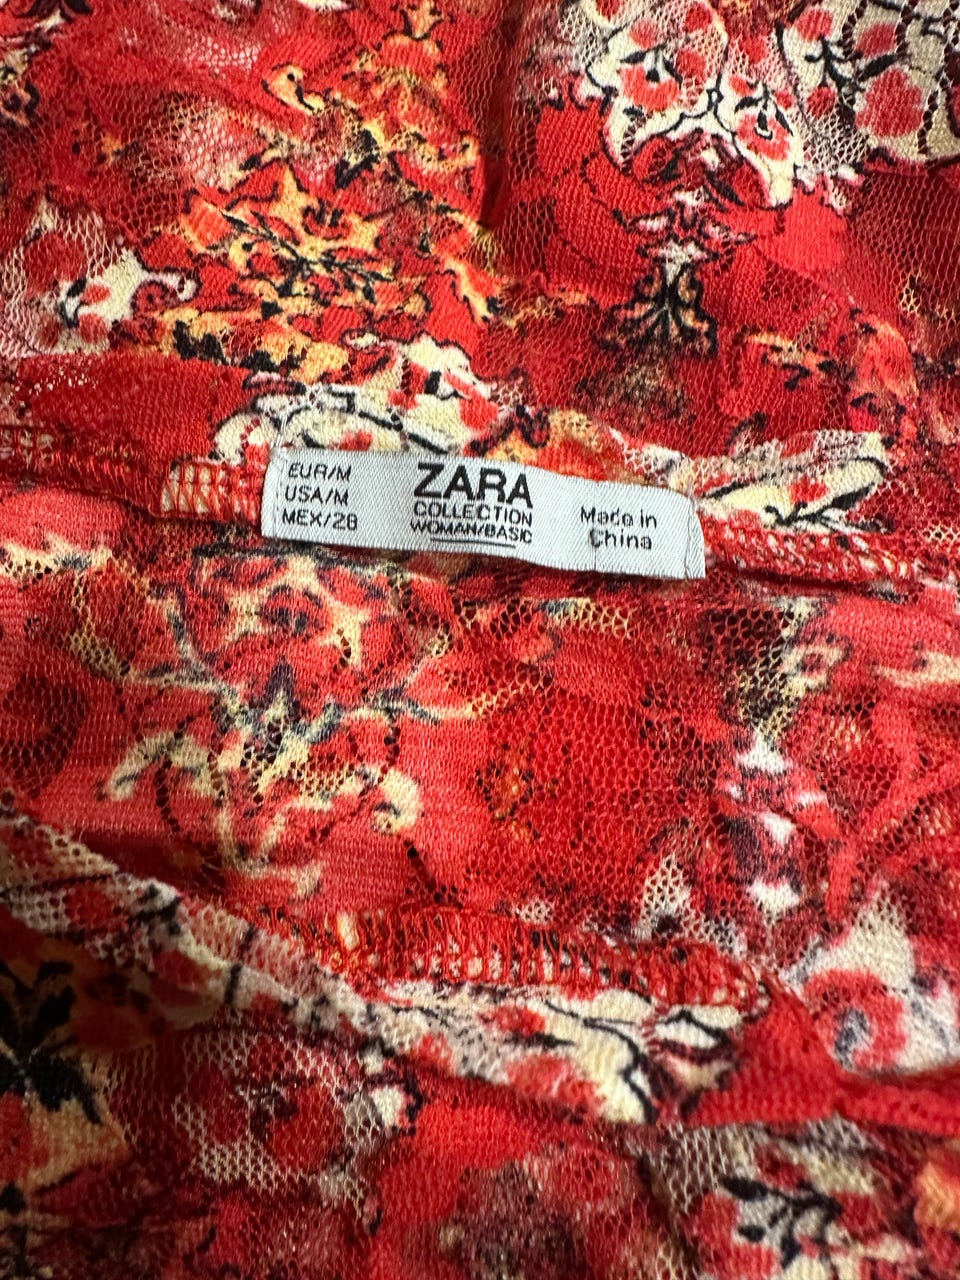 EUR/M
USA/M
MEX/28
ZARA
COLLECTION
WOMAN/BASIC
Made in
China